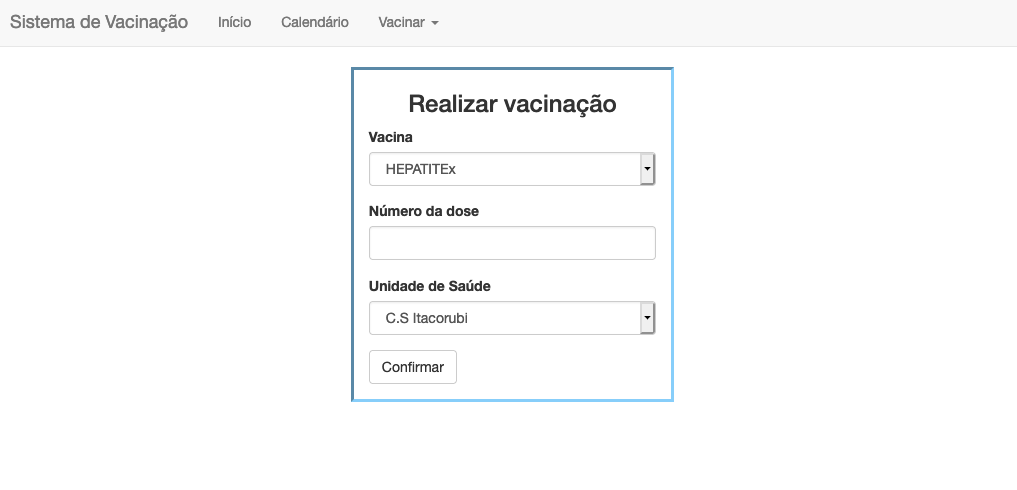 Sistema de Vacinação Início Calendário Vacinar
Realizar vacinação
Vacina
HEPATITEx
Número da dose
Unidade de Saúde
C.S Itacorubi
Confirmar